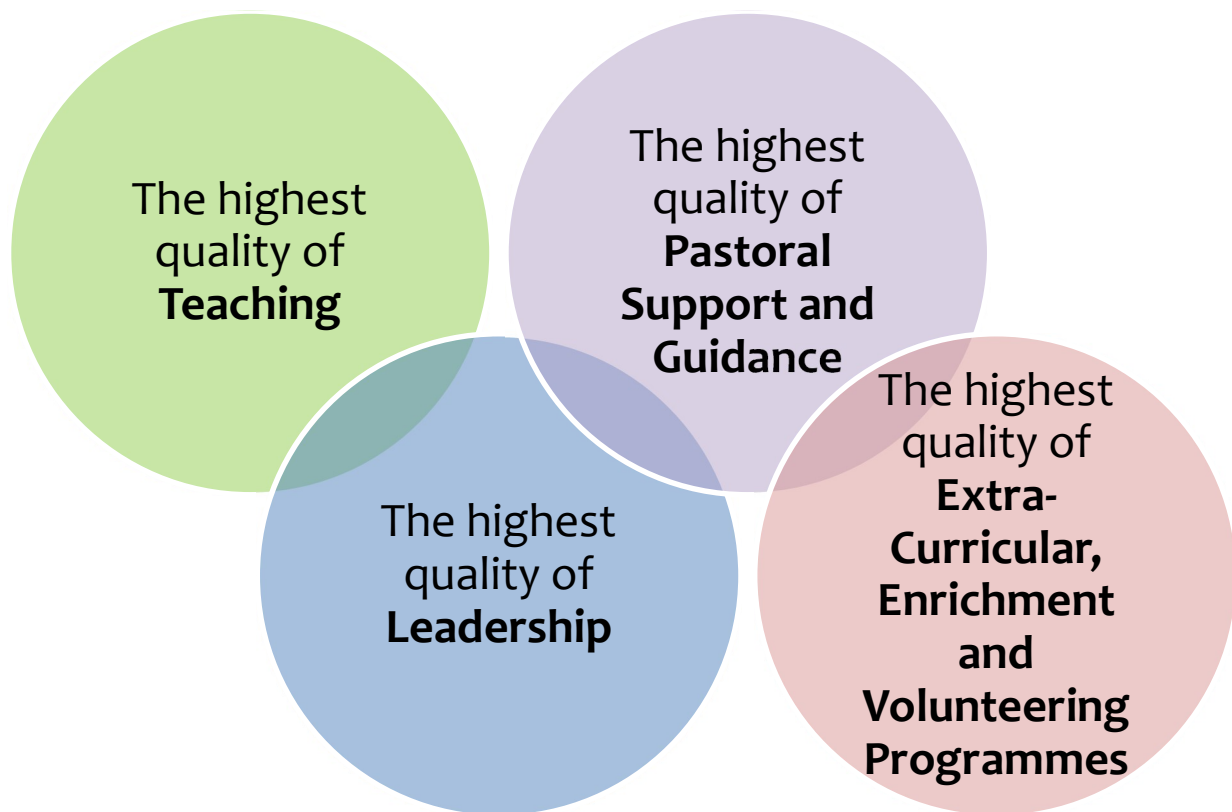 The highest
quality of
Teaching
The highest
quality of
Leadership
The highest
quality of
Pastoral
Support and
Guidance
The highest
quality of
Extra-
Curricular,
Enrichment
and
Volunteering
Programmes